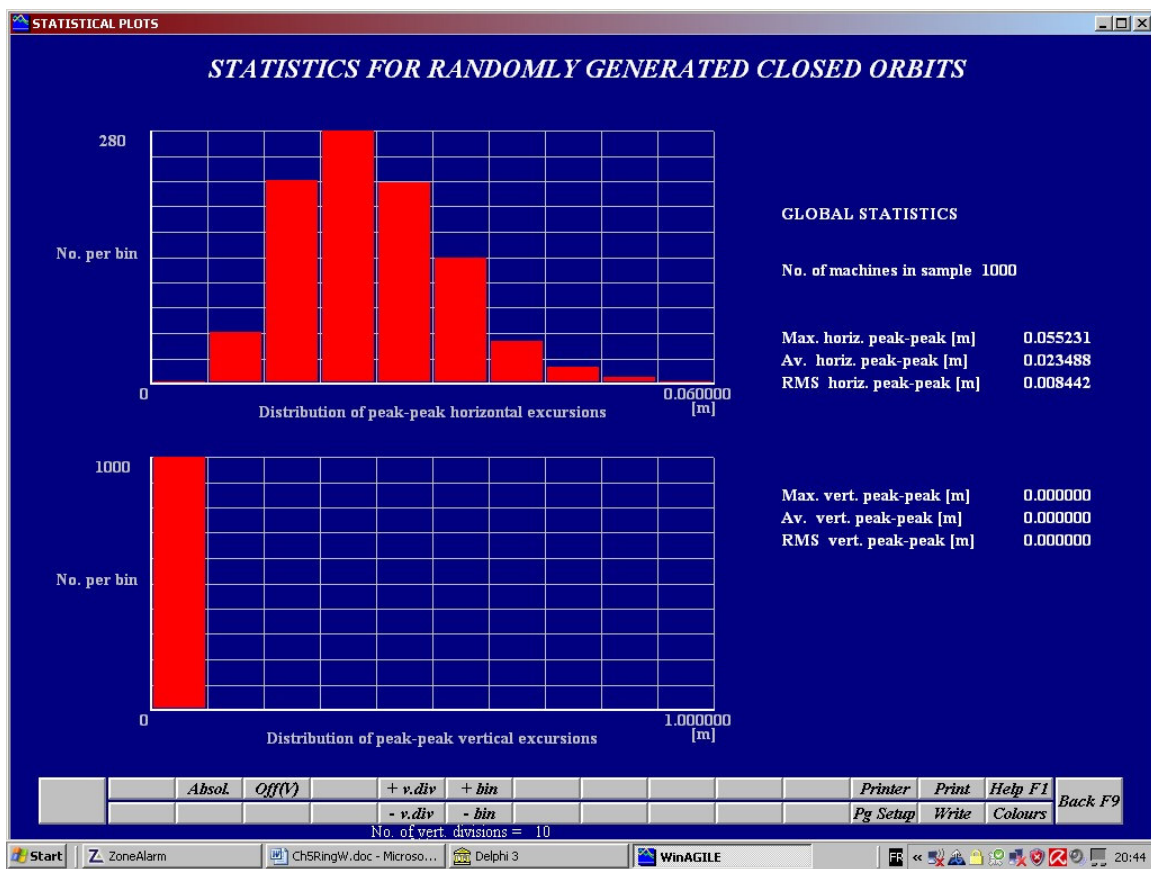 STATISTICAL PLOTS
STATISTICS FOR RANDOMLY GENERATED CLOSED ORBITS
280
No. per bin
0
0.060000
[m]
Distribution of peak-peak horizontal excursions
GLOBAL STATISTICS
No. of machines in sample 1000
Max. horiz. peak-peak [m] 0.055231
Av. horiz. peak-peak [m] 0.023488
RMS horiz. peak-peak [m] 0.008442
1000
No. per bin
0
1.000000
[m]
Distribution of peak-peak vertical excursions
Max. vert. peak-peak [m] 0.000000
Av. vert. peak-peak [m] 0.000000
RMS vert. peak-peak [m] 0.000000
Absol. Off(V) + v.div + bin Printer Print Help F1
Back F9
- v.div - bin Pg Setup Write Colours
No. of vert. divisions = 10
Start ZoneAlarm Ch5RingW.doc - Microso... Delphi 3 WinAGILE FR « 20:44